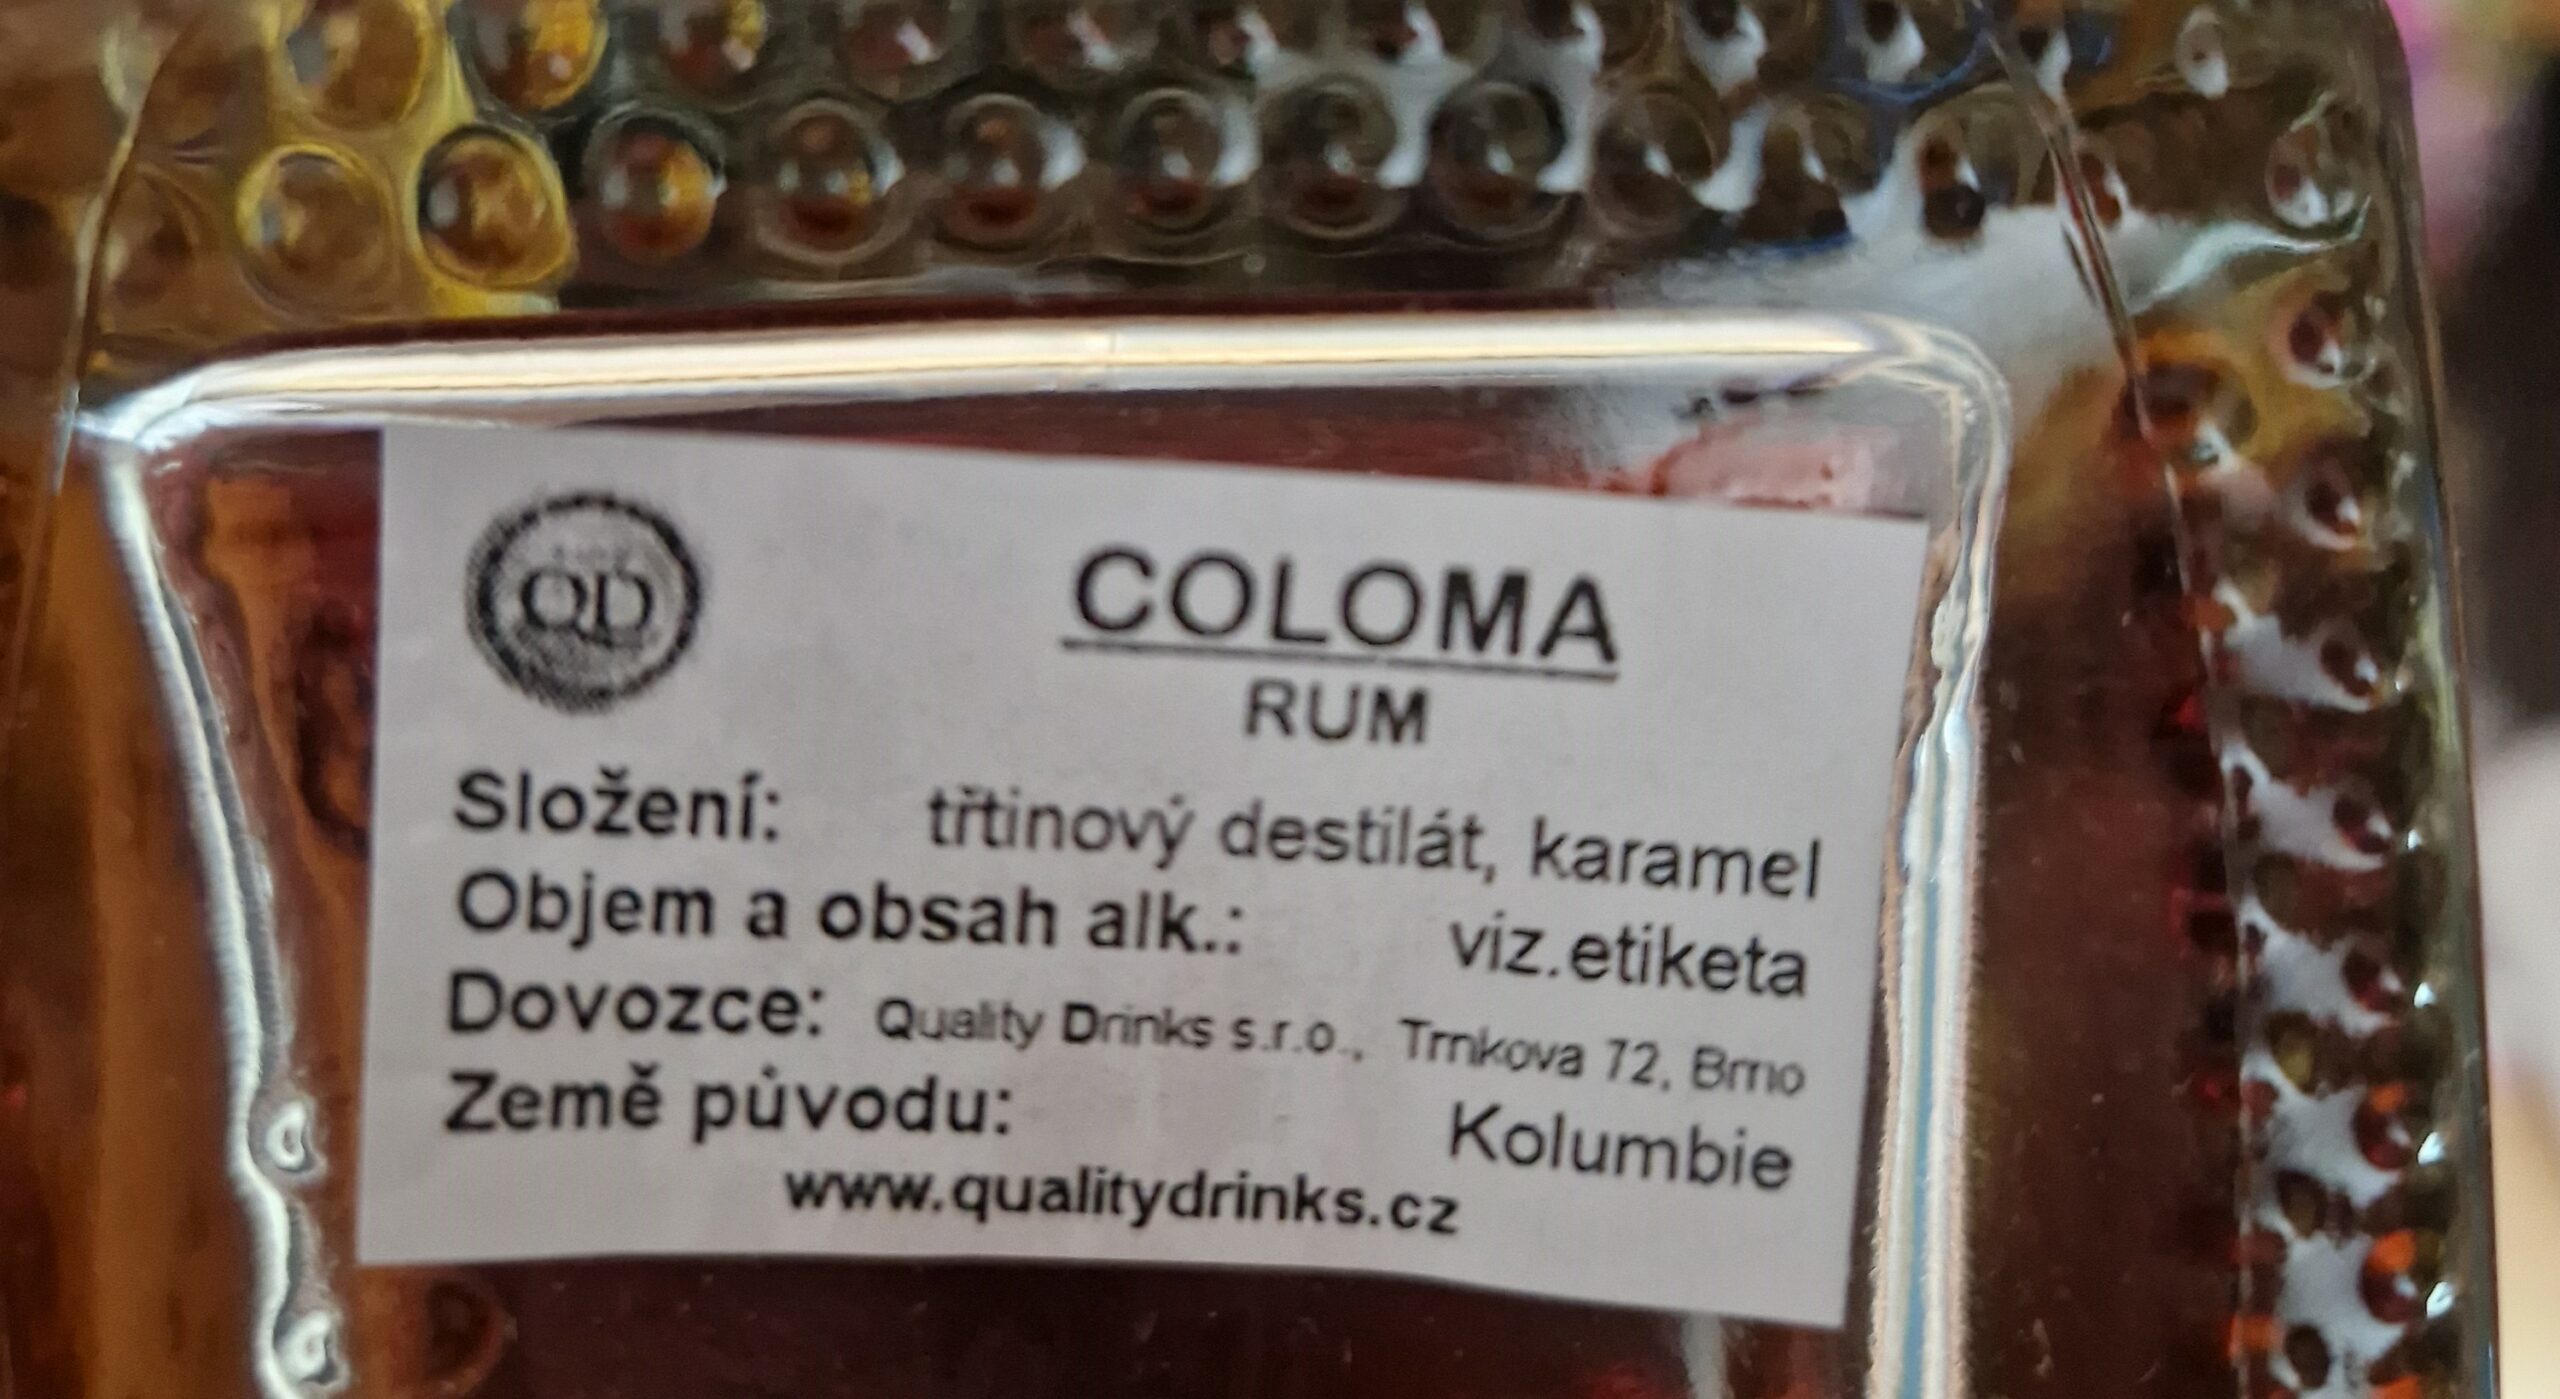 QD
COLOMA
RUM
Složení: třtinový destilát, karamel
Objem a obsah alk.: viz.etiketa
Dovozce: Quality Drinks s.r.o., Trnkova 72, Brno
Země původu: Kolumbie
www.qualitydrinks.cz